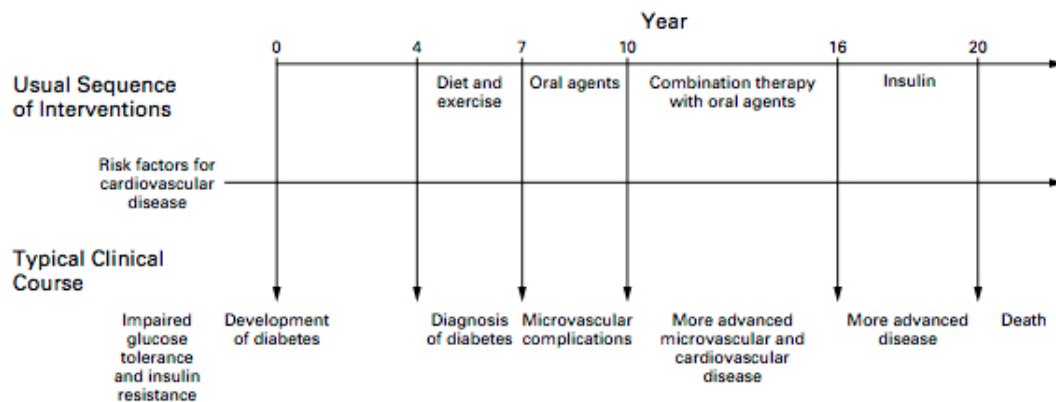 Year
0 4 7 10 16 20
Usual Sequence
of Interventions
Diet and
exercise
Oral agents
Combination therapy
with oral agents
Insulin
Risk factors for
cardiovascular
disease
Typical Clinical
Course
Impaired
glucose
tolerance
and insulin
resistance
Development
of diabetes
Diagnosis
of diabetes
Microvascular
complications
More advanced
microvascular and
cardiovascular
disease
More advanced
disease
Death